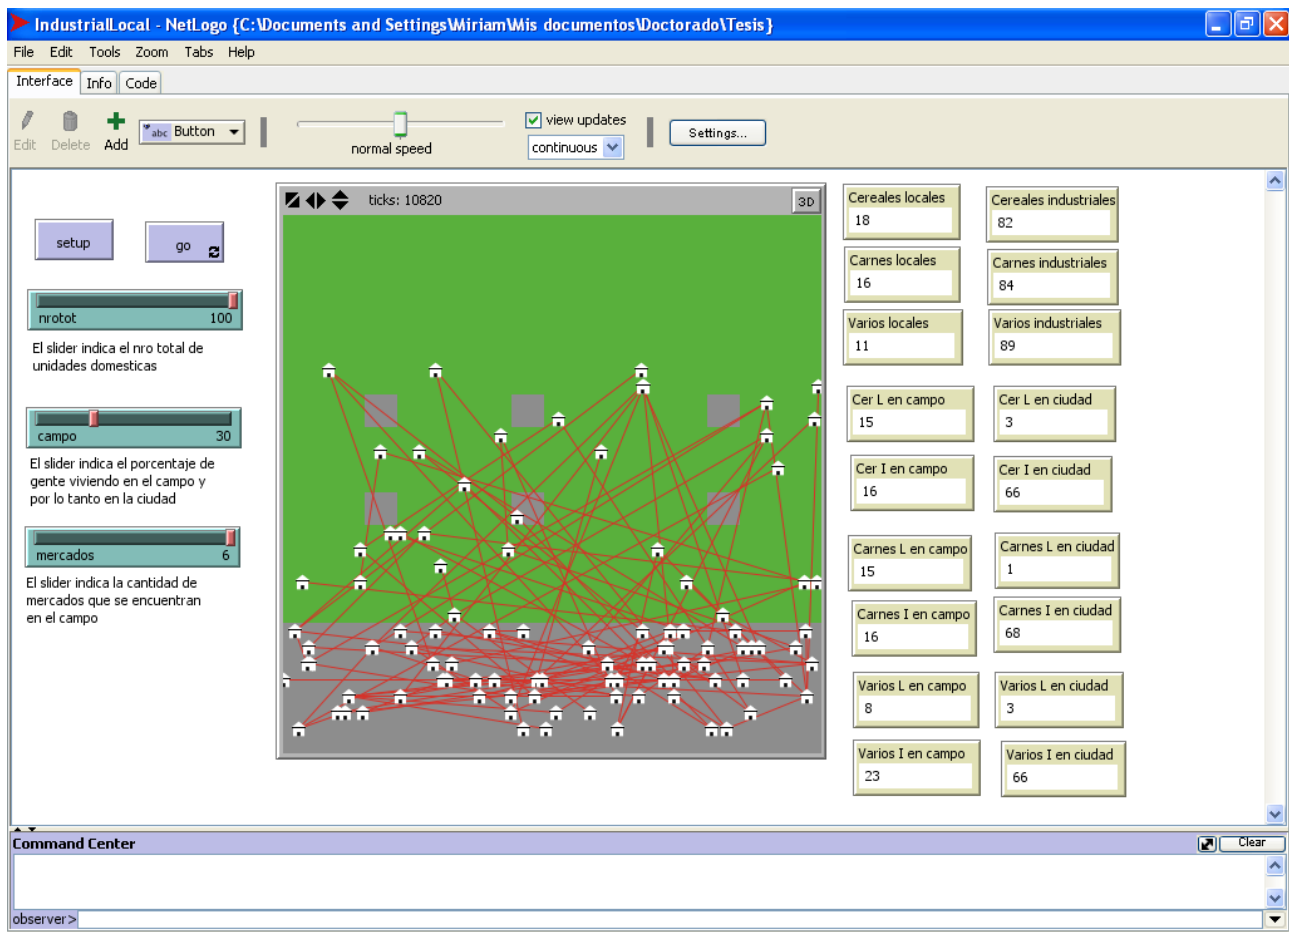 IndustrialLocal - NetLogo {C:\Documents and Settings\Miriam\Mis documentos\Doctorado\Tesis}
File Edit Tools Zoom Tabs Help
Interface Info Code
Edit Delete Add abc Button
normal speed
view updates
continuous
Settings...
ticks: 10820
3D
setup
go
nrotot 100
El slider indica el nro total de
unidades domesticas
campo 30
El slider indica el porcentaje de
gente viviendo en el campo y
por lo tanto en la ciudad
mercados 6
El slider indica la cantidad de
mercados que se encuentran
en el campo
Cereales locales
18
Cereales industriales
82
Carnes locales
16
Carnes industriales
84
Varios locales
11
Varios industriales
89
Cer L en campo
15
Cer L en ciudad
3
Cer I en campo
16
Cer I en ciudad
66
Carnes L en campo
15
Carnes L en ciudad
1
Carnes I en campo
16
Carnes I en ciudad
68
Varios L en campo
8
Varios L en ciudad
3
Varios I en campo
23
Varios I en ciudad
66
Command Center
Clear
observer>